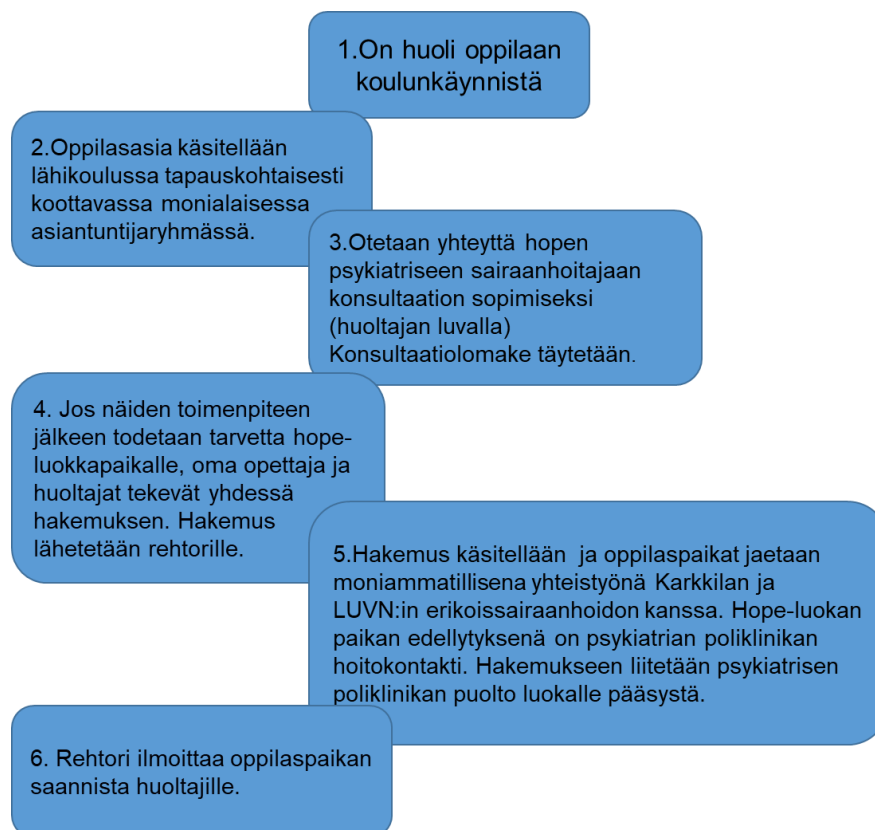 1.On huoli oppilaan
koulunkäynnistä
2.Oppilasasia käsitellään
lähikoulussa tapauskohtaisesti
koottavassa monialaisessa
asiantuntijaryhmässä.
3.Otetaan yhteyttä hopen
psykiatriseen sairaanhoitajaan
konsultaation sopimiseksi
(huoltajan luvalla)
Konsultaatiolomake täytetään.
4. Jos näiden toimenpiteen
jälkeen todetaan tarvetta hope-
luokkapaikalle, oma opettaja ja
huoltajat tekevät yhdessä
hakemuksen. Hakemus
lähetetään rehtorille.
5.Hakemus käsitellään ja oppilaspaikat jaetaan
moniammatillisena yhteistyönä Karkkilan ja
LUVN:in erikoissairaanhoidon kanssa. Hope-luokan
paikan edellytyksenä on psykiatrian poliklinikan
hoitokontakti. Hakemukseen liitetään psykiatrisen
poliklinikan puolto luokalle pääsystä.
6. Rehtori ilmoittaa oppilaspaikan
saannista huoltajille.